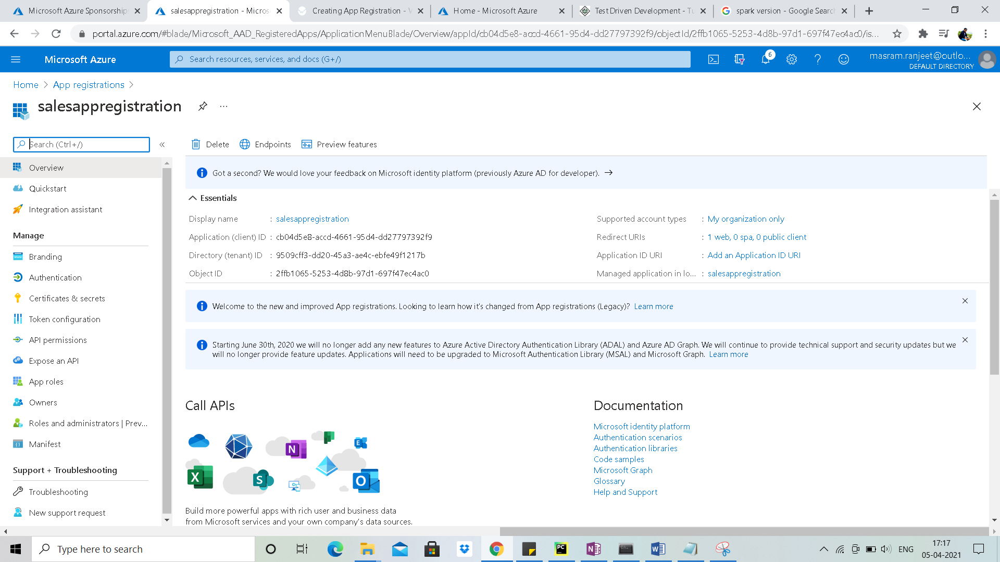 Microsoft Azure Sponsorships
salesappregistration - Micros
Creating App Registration -
Home - Microsoft Azure
Test Driven Development - Tu
spark version - Google Search
portal.azure.com/#blade/Microsoft_AAD_RegisteredApps/ApplicationMenuBlade/Overview/appId/cb04d5e8-accd-4661-95d4-dd27797392f9/objectId/2ffb1065-5253-4d8b-97d1-697f47ec4ac0/is...
Microsoft Azure
Search resources, services, and docs (G+/)
6
masram.ranjeet@outlo...
DEFAULT DIRECTORY
Home > App registrations >
salesappregistration
...
Search (Ctrl+/)
«
Delete
Endpoints
Preview features
Overview
Quickstart
Integration assistant
Manage
Branding
Authentication
Certificates & secrets
Token configuration
API permissions
Expose an API
App roles
Owners
Roles and administrators | Prev...
Manifest
Support + Troubleshooting
Troubleshooting
New support request
Got a second? We would love your feedback on Microsoft identity platform (previously Azure AD for developer). →
Essentials
Display name : salesappregistration
Application (client) ID : cb04d5e8-accd-4661-95d4-dd27797392f9
Directory (tenant) ID : 9509cff3-dd20-45a3-ae4c-ebfe49f1217b
Object ID : 2ffb1065-5253-4d8b-97d1-697f47ec4ac0
Supported account types : My organization only
Redirect URIs : 1 web, 0 spa, 0 public client
Application ID URI : Add an Application ID URI
Managed application in lo... : salesappregistration
Welcome to the new and improved App registrations. Looking to learn how it's changed from App registrations (Legacy)? Learn more
Starting June 30th, 2020 we will no longer add any new features to Azure Active Directory Authentication Library (ADAL) and Azure AD Graph. We will continue to provide technical support and security updates but we
will no longer provide feature updates. Applications will need to be upgraded to Microsoft Authentication Library (MSAL) and Microsoft Graph. Learn more
Call APIs
N
E
X
S
O
Build more powerful apps with rich user and business data
from Microsoft services and your own company's data sources.
Documentation
Microsoft identity platform
Authentication scenarios
Authentication libraries
Code samples
Microsoft Graph
Glossary
Help and Support
Type here to search
PC
N
W
ENG
17:17
05-04-2021